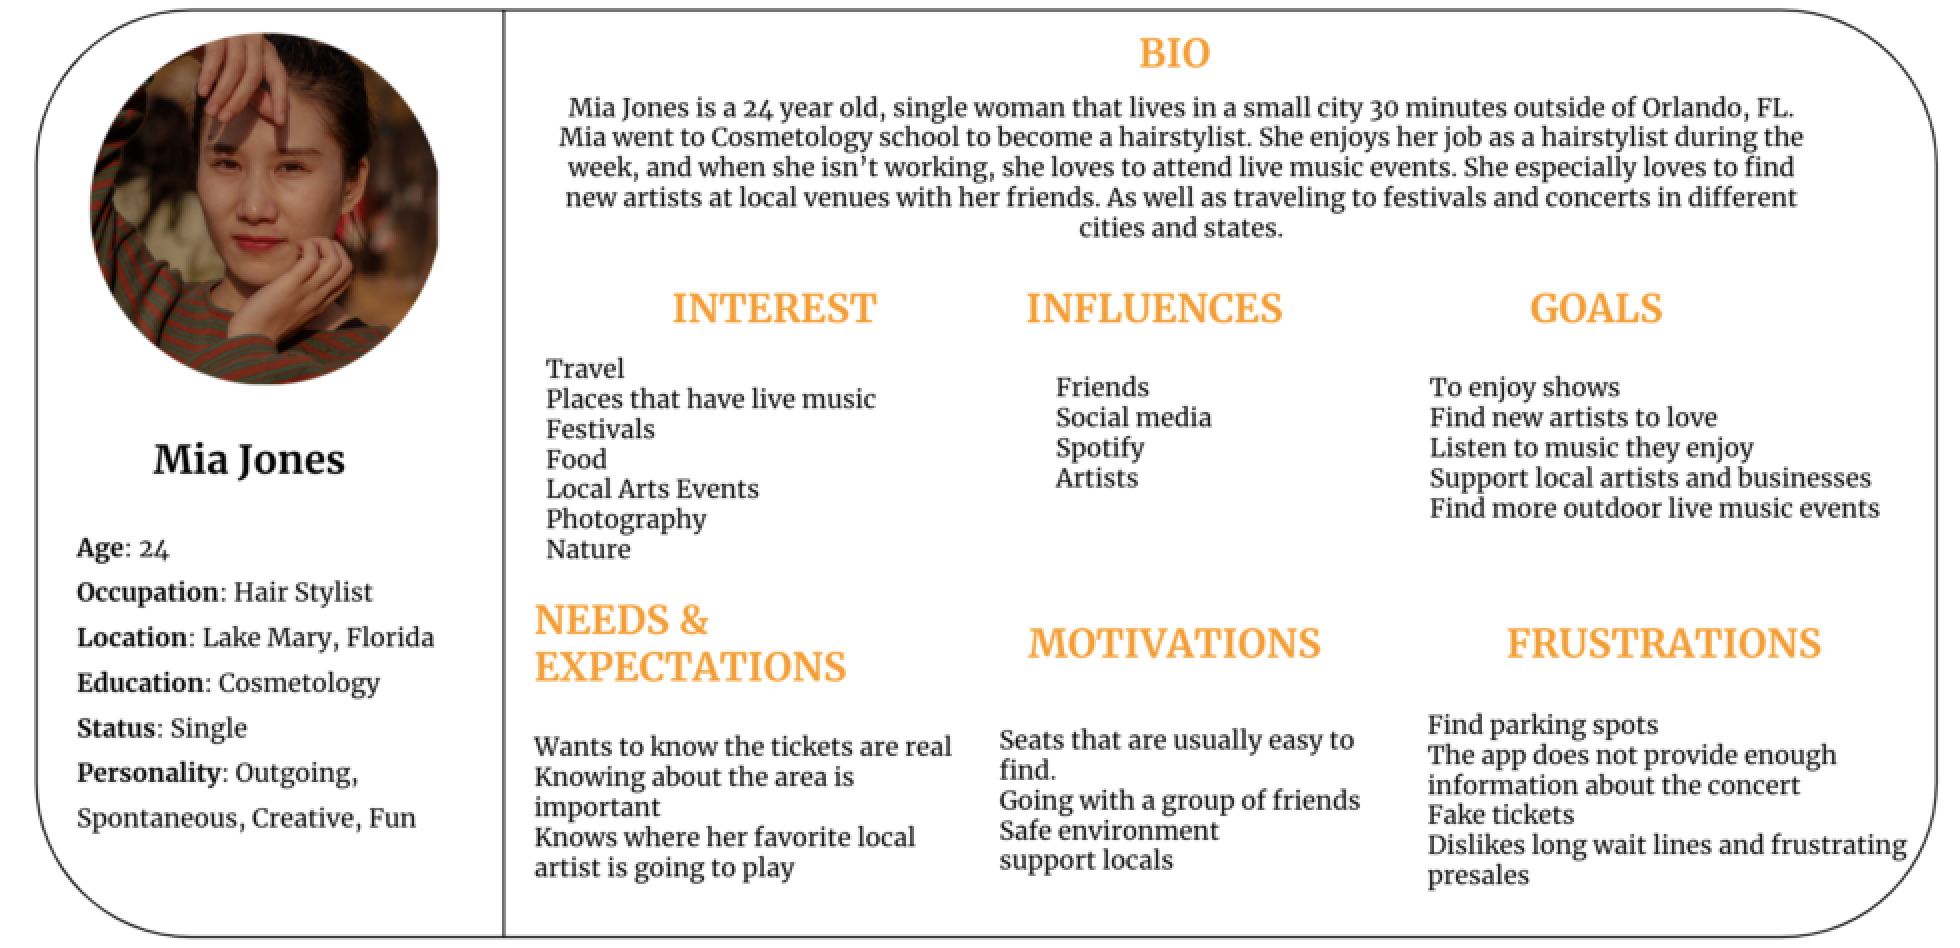 Mia Jones
Age: 24
Occupation: Hair Stylist
Location: Lake Mary, Florida
Education: Cosmetology
Status: Single
Personality: Outgoing,
Spontaneous, Creative, Fun
BIO
Mia Jones is a 24 year old, single woman that lives in a small city 30 minutes outside of Orlando, FL.
Mia went to Cosmetology school to become a hairstylist. She enjoys her job as a hairstylist during the
week, and when she isn’t working, she loves to attend live music events. She especially loves to find
new artists at local venues with her friends. As well as traveling to festivals and concerts in different
cities and states.
INTEREST
Travel
Places that have live music
Festivals
Food
Local Arts Events
Photography
Nature
INFLUENCES
Friends
Social media
Spotify
Artists
GOALS
To enjoy shows
Find new artists to love
Listen to music they enjoy
Support local artists and businesses
Find more outdoor live music events
NEEDS &
EXPECTATIONS
Wants to know the tickets are real
Knowing about the area is
important
Knows where her favorite local
artist is going to play
MOTIVATIONS
Seats that are usually easy to
find.
Going with a group of friends
Safe environment
support locals
FRUSTRATIONS
Find parking spots
The app does not provide enough
information about the concert
Fake tickets
Dislikes long wait lines and frustrating
presales